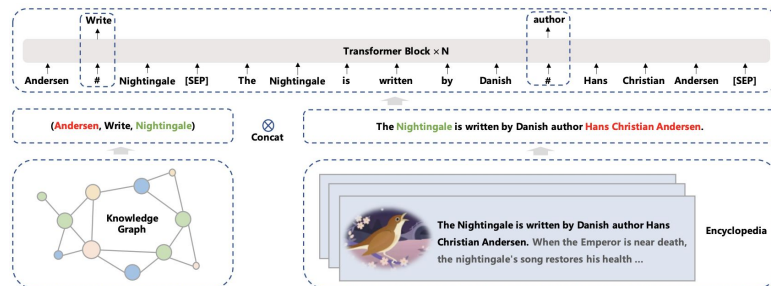 Write
author
Transformer Block × N
Andersen # Nightingale [SEP] The Nightingale is written by Danish # Hans Christian Andersen [SEP]
(Andersen, Write, Nightingale)
Concat
The Nightingale is written by Danish author Hans Christian Andersen.
Knowledge
Graph
The Nightingale is written by Danish author Hans
Christian Andersen. When the Emperor is near death,
the nightingale's song restores his health ...
Encyclopedia